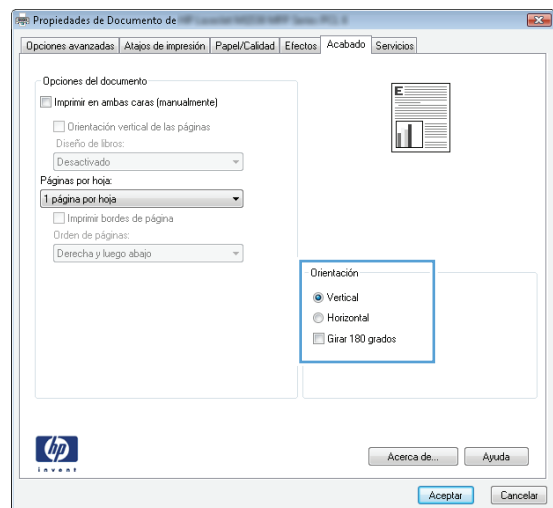 Propiedades de Documento de
Opciones avanzadas Atajos de impresión Papel/Calidad Efectos Acabado Servicios
Opciones del documento
Imprimir en ambas caras (manualmente)
Orientación vertical de las páginas
Diseño de libros:
Desactivado
Páginas por hoja:
1 página por hoja
Imprimir bordes de página
Orden de páginas:
Derecha y luego abajo
E
Orientación
Vertical
Horizontal
Girar 180 grados
hp
invent
Acerca de... Ayuda
Aceptar Cancelar